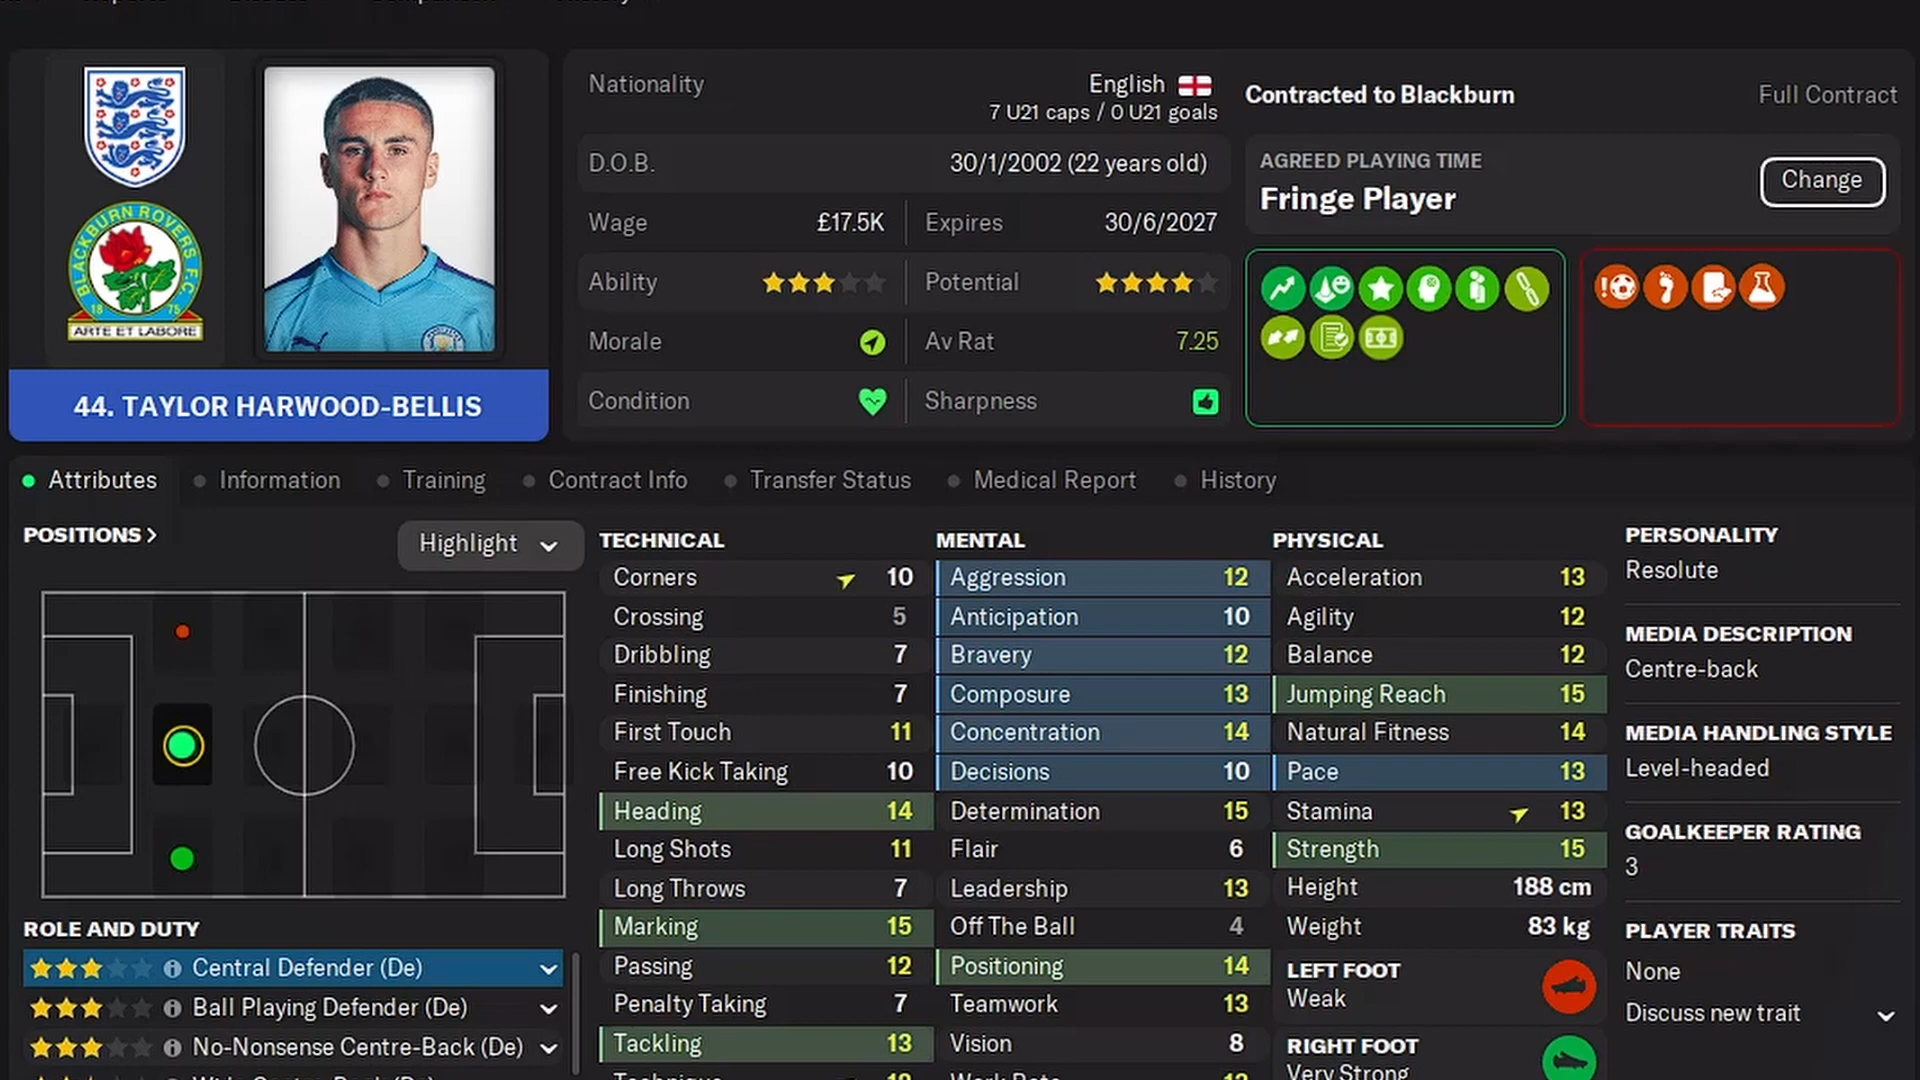 BLACKBURN ROVERS F.C.
18 75
ARTE ET LABORE
44. TAYLOR HARWOOD-BELLIS
Nationality
English
7 U21 caps / 0 U21 goals
D.O.B.
30/1/2002 (22 years old)
Wage
£17.5K
Expires
30/6/2027
Ability
Potential
Morale
Av Rat
7.25
Condition
Sharpness
Contracted to Blackburn
Full Contract
AGREED PLAYING TIME
Fringe Player
Change
Attributes
Information
Training
Contract Info
Transfer Status
Medical Report
History
POSITIONS >
Highlight
ROLE AND DUTY
Central Defender (De)
Ball Playing Defender (De)
No-Nonsense Centre-Back (De)
TECHNICAL
Corners 10
Crossing 5
Dribbling 7
Finishing 7
First Touch 11
Free Kick Taking 10
Heading 14
Long Shots 11
Long Throws 7
Marking 15
Passing 12
Penalty Taking 7
Tackling 13
MENTAL
Aggression 12
Anticipation 10
Bravery 12
Composure 13
Concentration 14
Decisions 10
Determination 15
Flair 6
Leadership 13
Off The Ball 4
Positioning 14
Teamwork 13
Vision 8
PHYSICAL
Acceleration 13
Agility 12
Balance 12
Jumping Reach 15
Natural Fitness 14
Pace 13
Stamina 13
Strength 15
Height 188 cm
Weight 83 kg
LEFT FOOT
Weak
RIGHT FOOT
Very Strong
PERSONALITY
Resolute
MEDIA DESCRIPTION
Centre-back
MEDIA HANDLING STYLE
Level-headed
GOALKEEPER RATING
3
PLAYER TRAITS
None
Discuss new trait